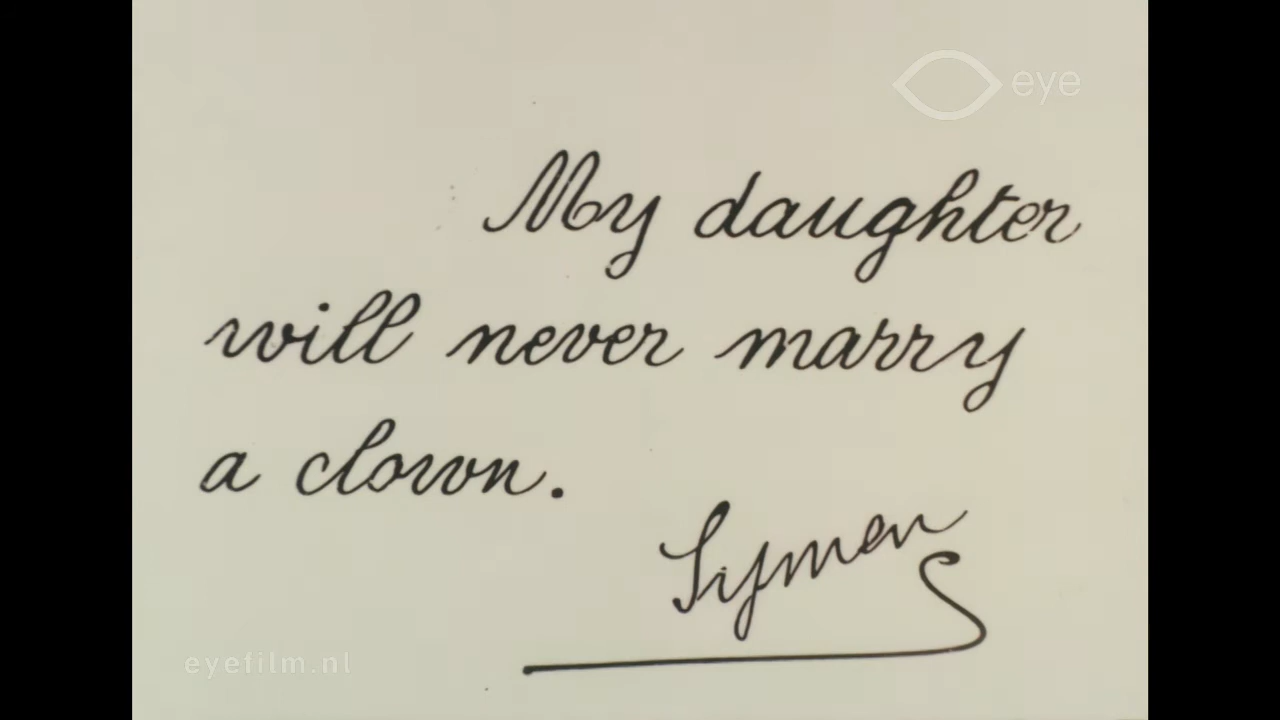 eye
My daughter
will never marry
a clown.
Sijmen
eyefilm.nl